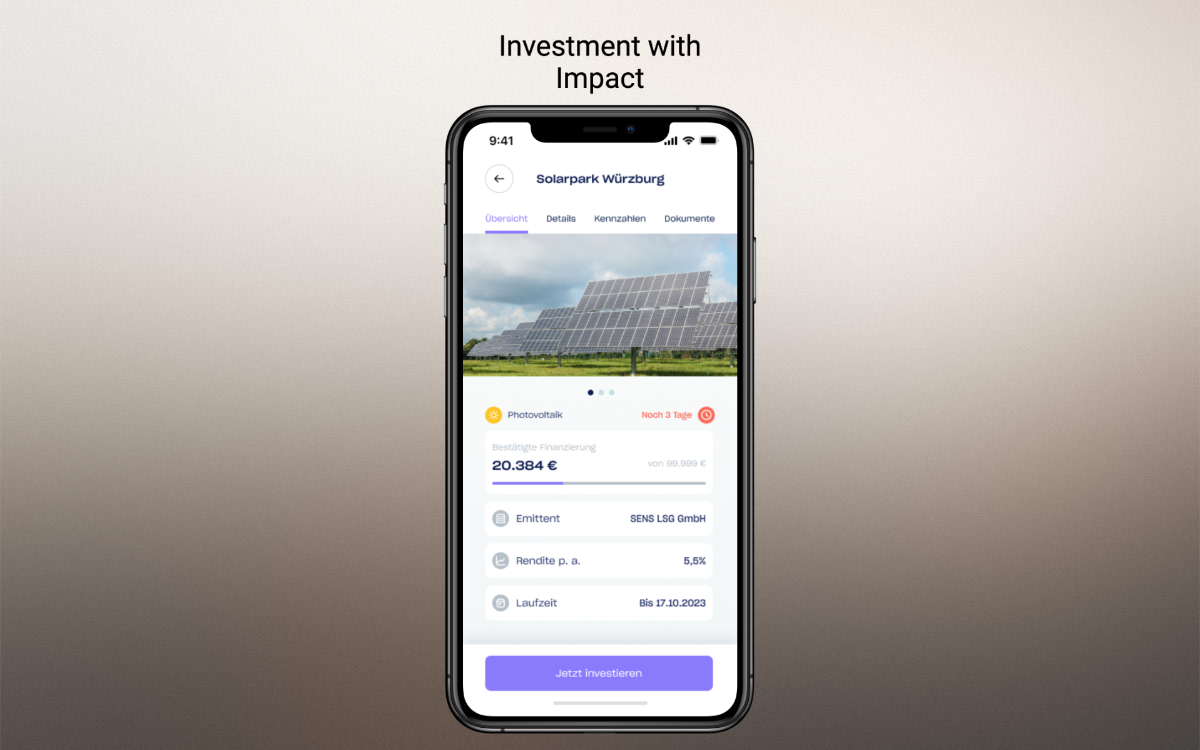 Investment with
Impact
9:41
Solarpark Würzburg
Übersicht Details Kennzahlen Dokumente
Photovoltaik Noch 3 Tage
Bestätigte Finanzierung
20.384 € von 99.999 €
Emittent SENS LSG GmbH
Rendite p. a. 5,5%
Laufzeit Bis 17.10.2023
Jetzt investieren